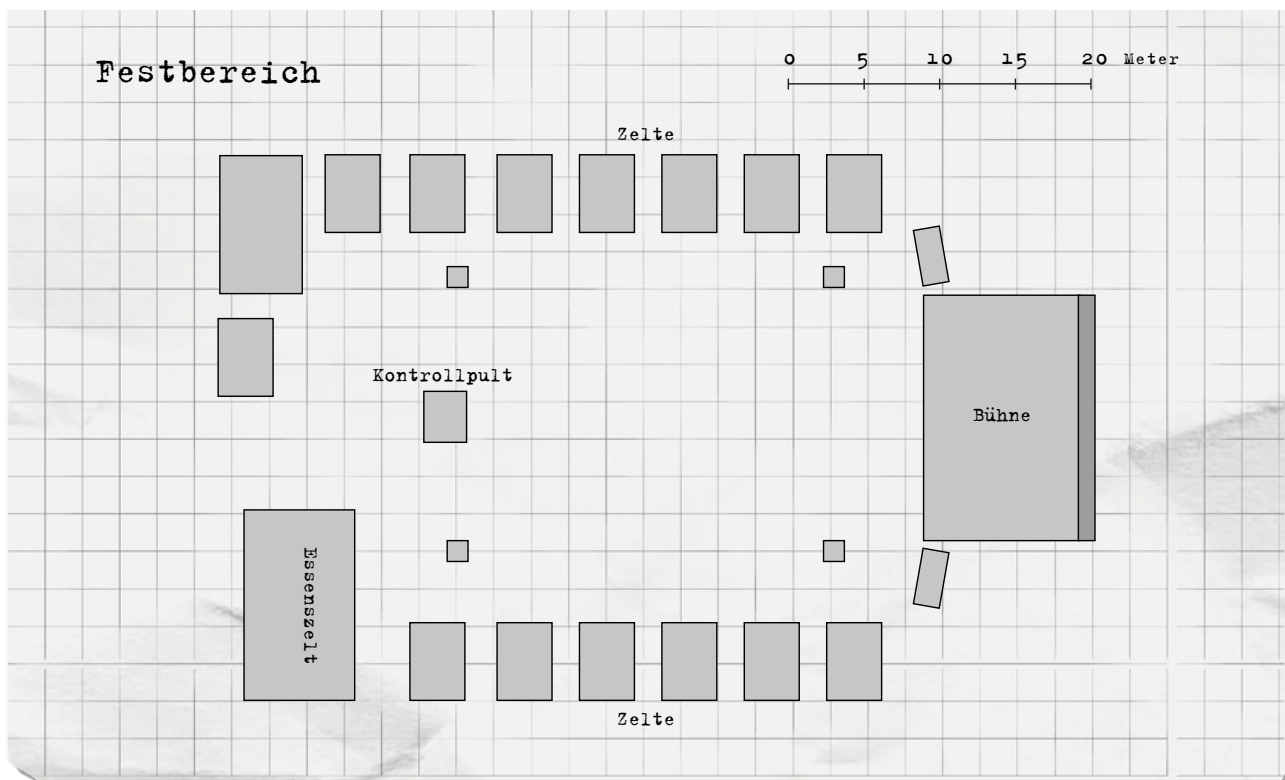 Festbereich
0 5 10 15 20 Meter
Zelte
Kontrollpult
Bühne
Essenszelt
Zelte